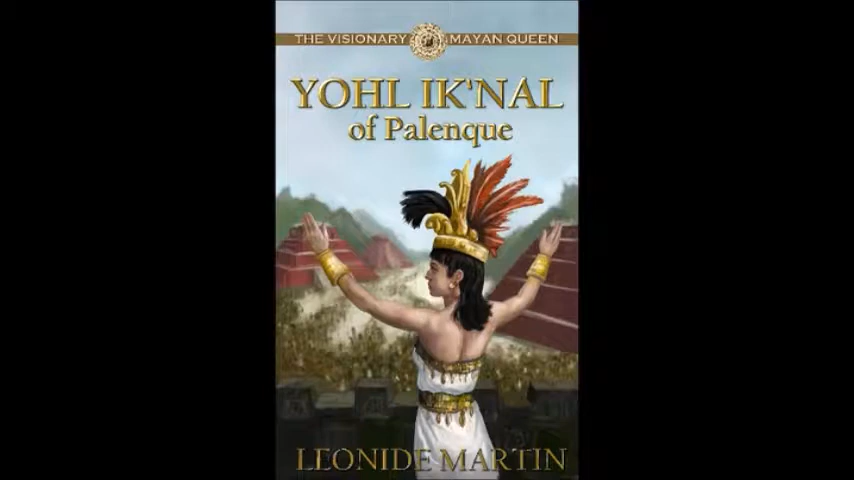 THE VISIONARY MAYAN QUEEN
YOHL IK'NAL
of Palenque
LEONIDE MARTIN